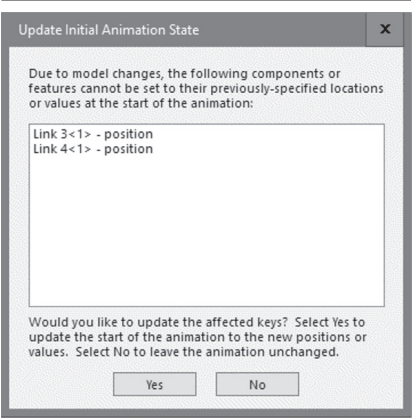 Update Initial Animation State
x
Due to model changes, the following components or
features cannot be set to their previously-specified locations
or values at the start of the animation:
Link 3<1> - position
Link 4<1> - position
Would you like to update the affected keys? Select Yes to
update the start of the animation to the new positions or
values. Select No to leave the animation unchanged.
Yes
No